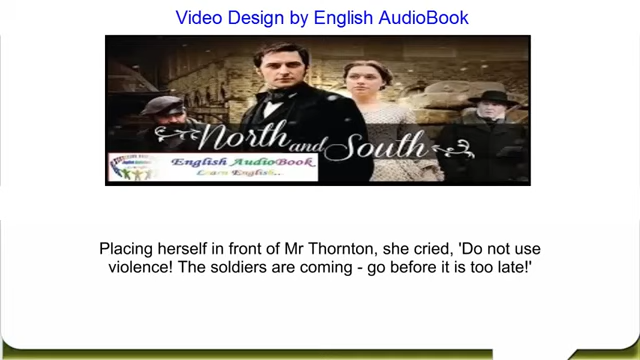 Video Design by English AudioBook
North and South
English AudioBook
Learn English...
Placing herself in front of Mr Thornton, she cried, 'Do not use
violence! The soldiers are coming - go before it is too late!'